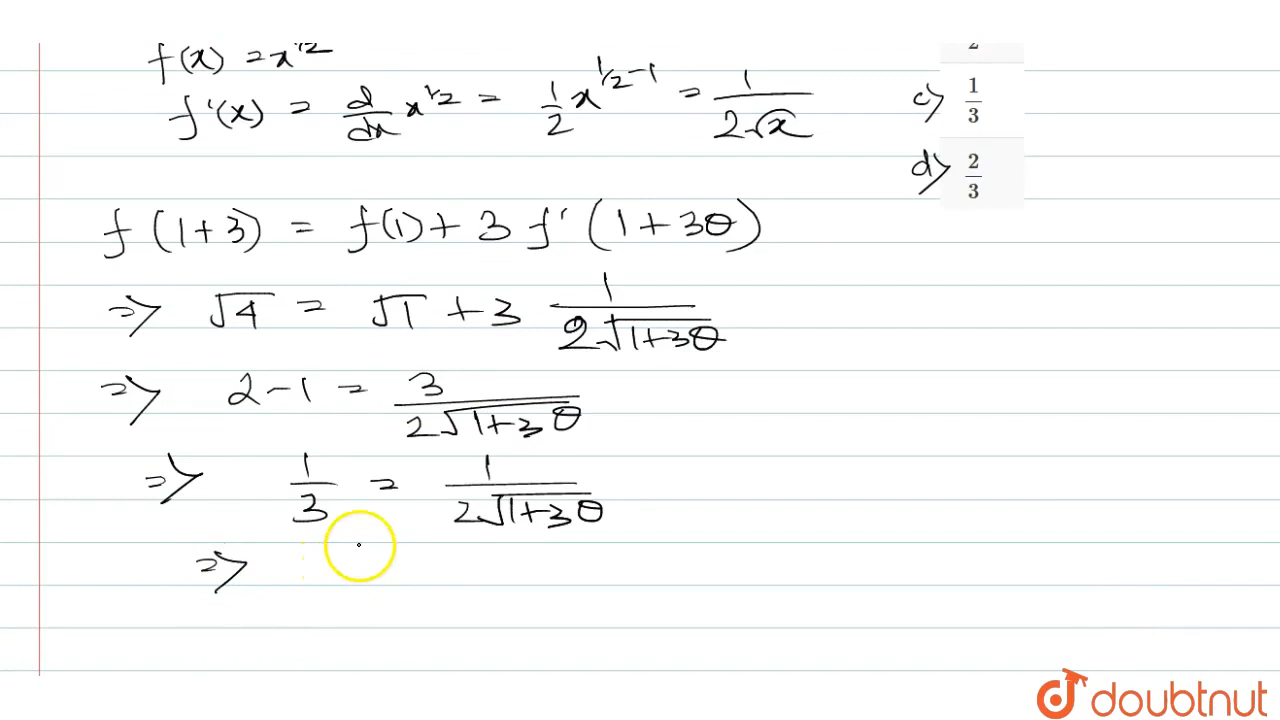 f(x) = x^1/2
f'(x) = d/dx x^1/2 = 1/2 x^1/2-1 = 1/2√x
2
c) 1/3
d) 2/3
f(1+3) = f(1)+3 f'(1+3θ)
=> √4 = √1 + 3 1/2√1+3θ
=> 2-1 = 3/2√1+3θ
=> 1/3 = 1/2√1+3θ
=>
doubtnut